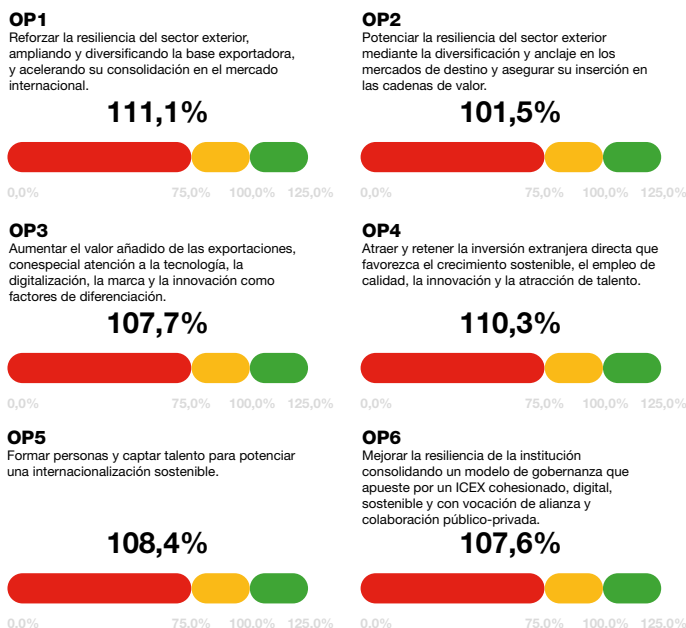 OP1
Reforzar la resiliencia del sector exterior,
ampliando y diversificando la base exportadora,
y acelerando su consolidación en el mercado
internacional.
111,1%
0,0% 75,0% 100,0% 125,0%
OP2
Potenciar la resiliencia del sector exterior
mediante la diversificación y anclaje en los
mercados de destino y asegurar su inserción en
las cadenas de valor.
101,5%
0,0% 75,0% 100,0% 125,0%
OP3
Aumentar el valor añadido de las exportaciones,
conespecial atención a la tecnología, la
digitalización, la marca y la innovación como
factores de diferenciación.
107,7%
0,0% 75,0% 100,0% 125,0%
OP4
Atraer y retener la inversión extranjera directa que
favorezca el crecimiento sostenible, el empleo de
calidad, la innovación y la atracción de talento.
110,3%
0,0% 75,0% 100,0% 125,0%
OP5
Formar personas y captar talento para potenciar
una internacionalización sostenible.
108,4%
0.0% 75.0% 100.0% 125.0%
OP6
Mejorar la resiliencia de la institución
consolidando un modelo de gobernanza que
apueste por un ICEX cohesionado, digital,
sostenible y con vocación de alianza y
colaboración público-privada.
107,6%
0.0% 75.0% 100.0% 125.0%